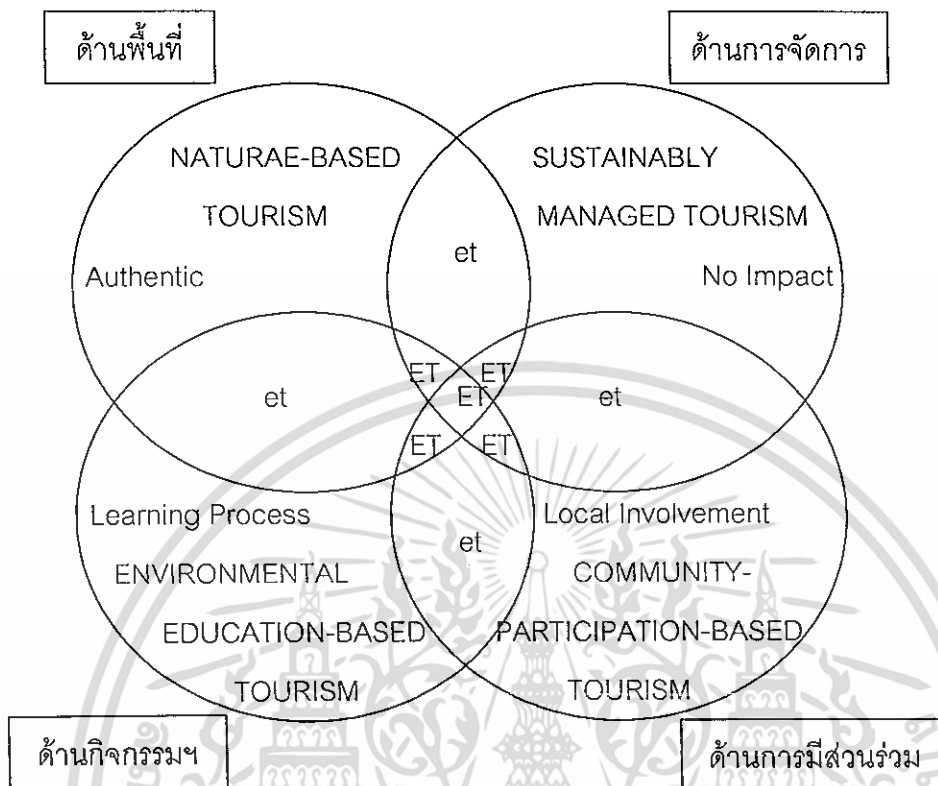 ด้านพื้นที่
ด้านการจัดการ
NATURAE-BASED
TOURISM
Authentic
SUSTAINABLY
MANAGED TOURISM
No Impact
et
et
ET
ET
ET
et
ET
ET
Learning Process
ENVIRONMENTAL
EDUCATION-BASED
TOURISM
et
Local Involvement
COMMUNITY-
PARTICIPATION-BASED
TOURISM
ด้านกิจกรรมฯ
ด้านการมีส่วนร่วม